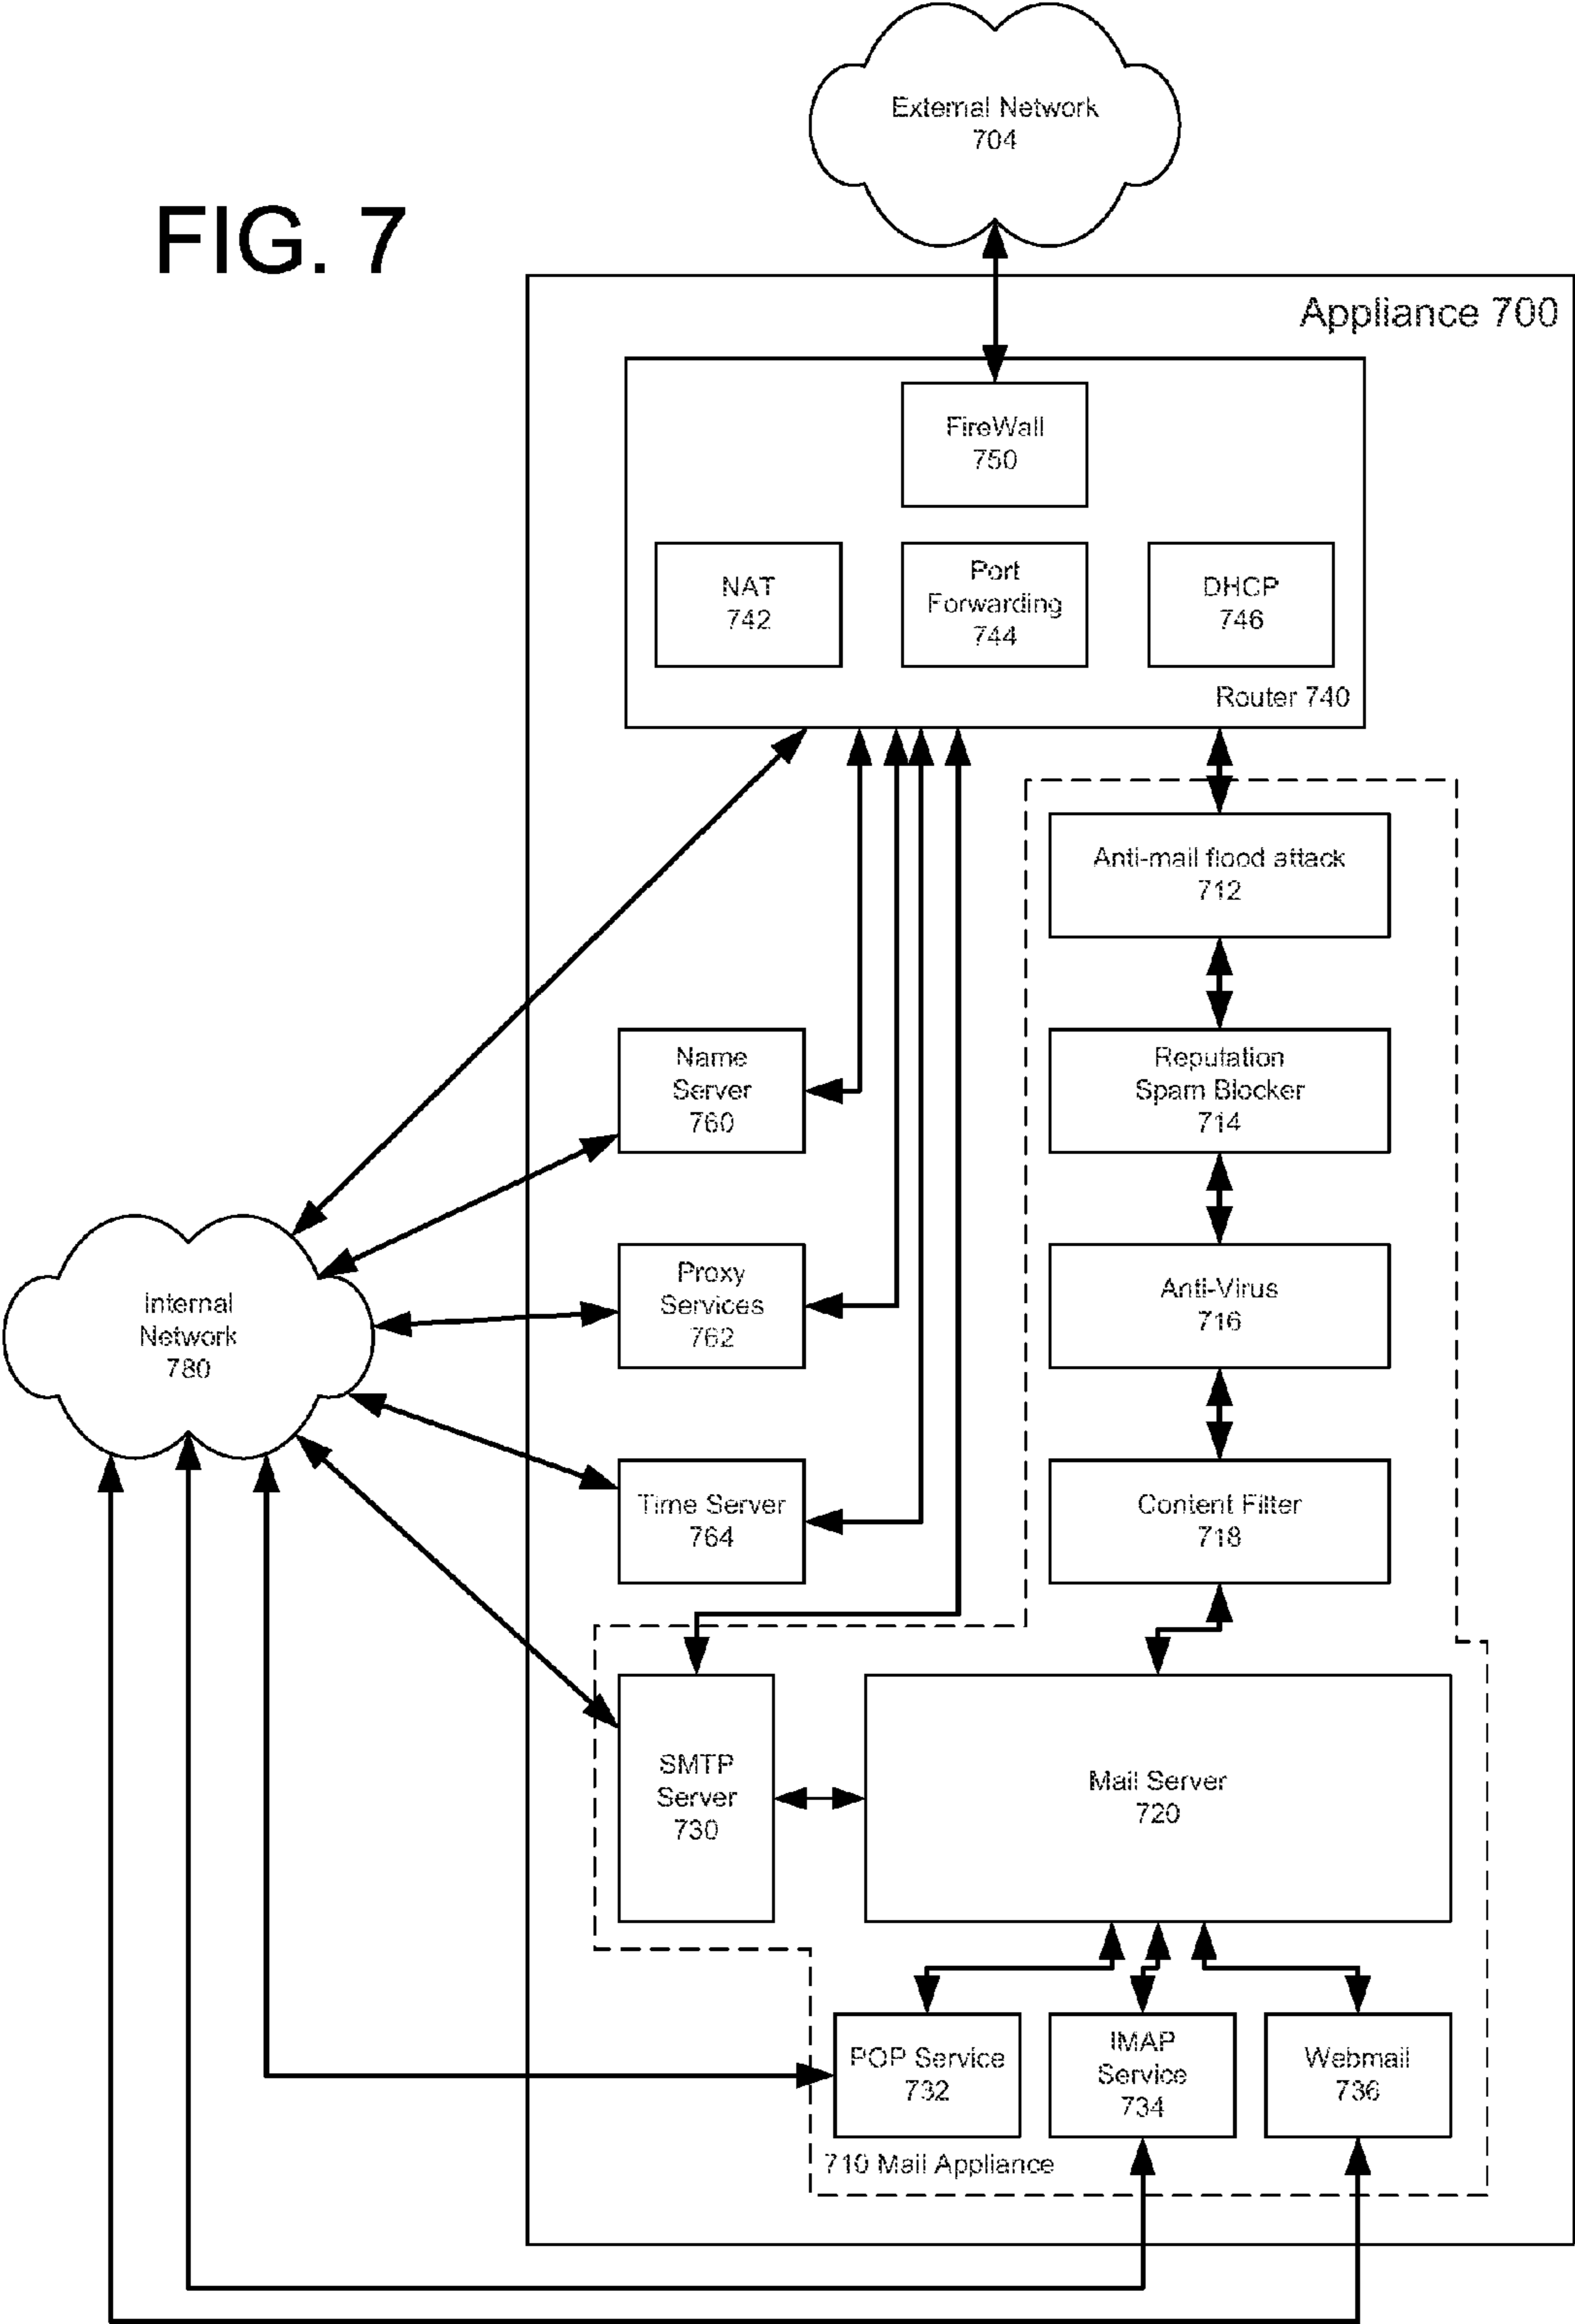 External Network
704
FIG. 7
Appliance 700
FireWall
750
NAT
742
Port
Forwarding
744
DHCP
746
Router 740
Anti-mail flood attack
712
Name
Server
760
Reputation
Spam Blocker
714
Internal
Network
780
Proxy
Services
762
Anti-Virus
716
Time Server
764
Content Filter
718
SMTP
Server
730
Mail Server
720
POP Service
732
IMAP
Service
734
Webmail
736
710 Mail Appliance